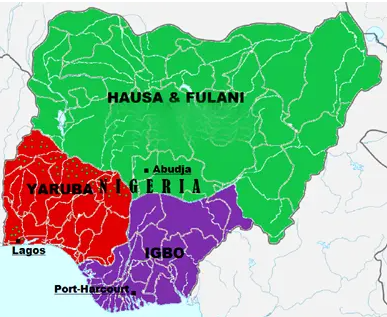 HAUSA & FULANI
Abudja
YARUBA NIGERIA
Lagos
IGBO
Port-Harcourt